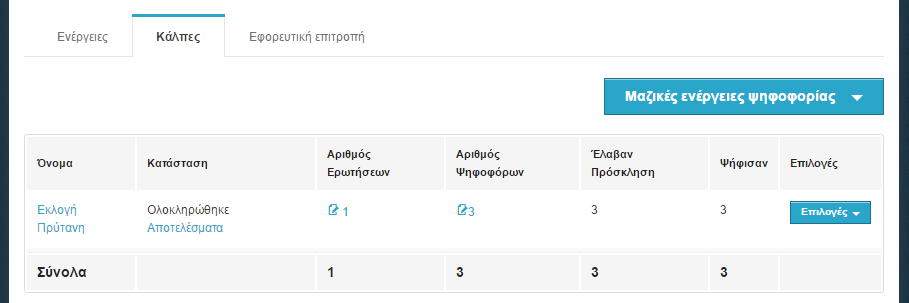 Ενέργειες Κάλπες Εφορευτική επιτροπή
Μαζικές ενέργειες ψηφοφορίας
Όνομα Κατάσταση Αριθμός Ερωτήσεων Αριθμός Ψηφοφόρων Έλαβαν Πρόσκληση Ψήφισαν Επιλογές
Εκλογή Πρύτανη Ολοκληρώθηκε Αποτελέσματα 1 3 3 3 Επιλογές
Σύνολα 1 3 3 3